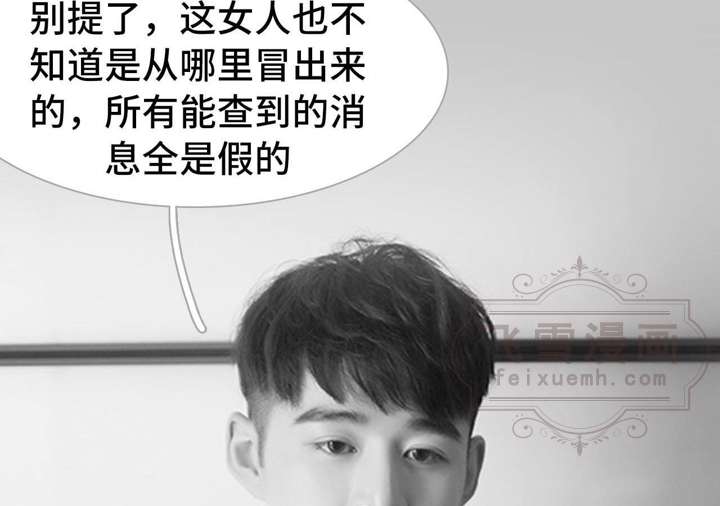 别提了，这女人也不
知道是从哪里冒出来
的，所有能查到的消
息全是假的
飞雪漫画
feixuemh.com